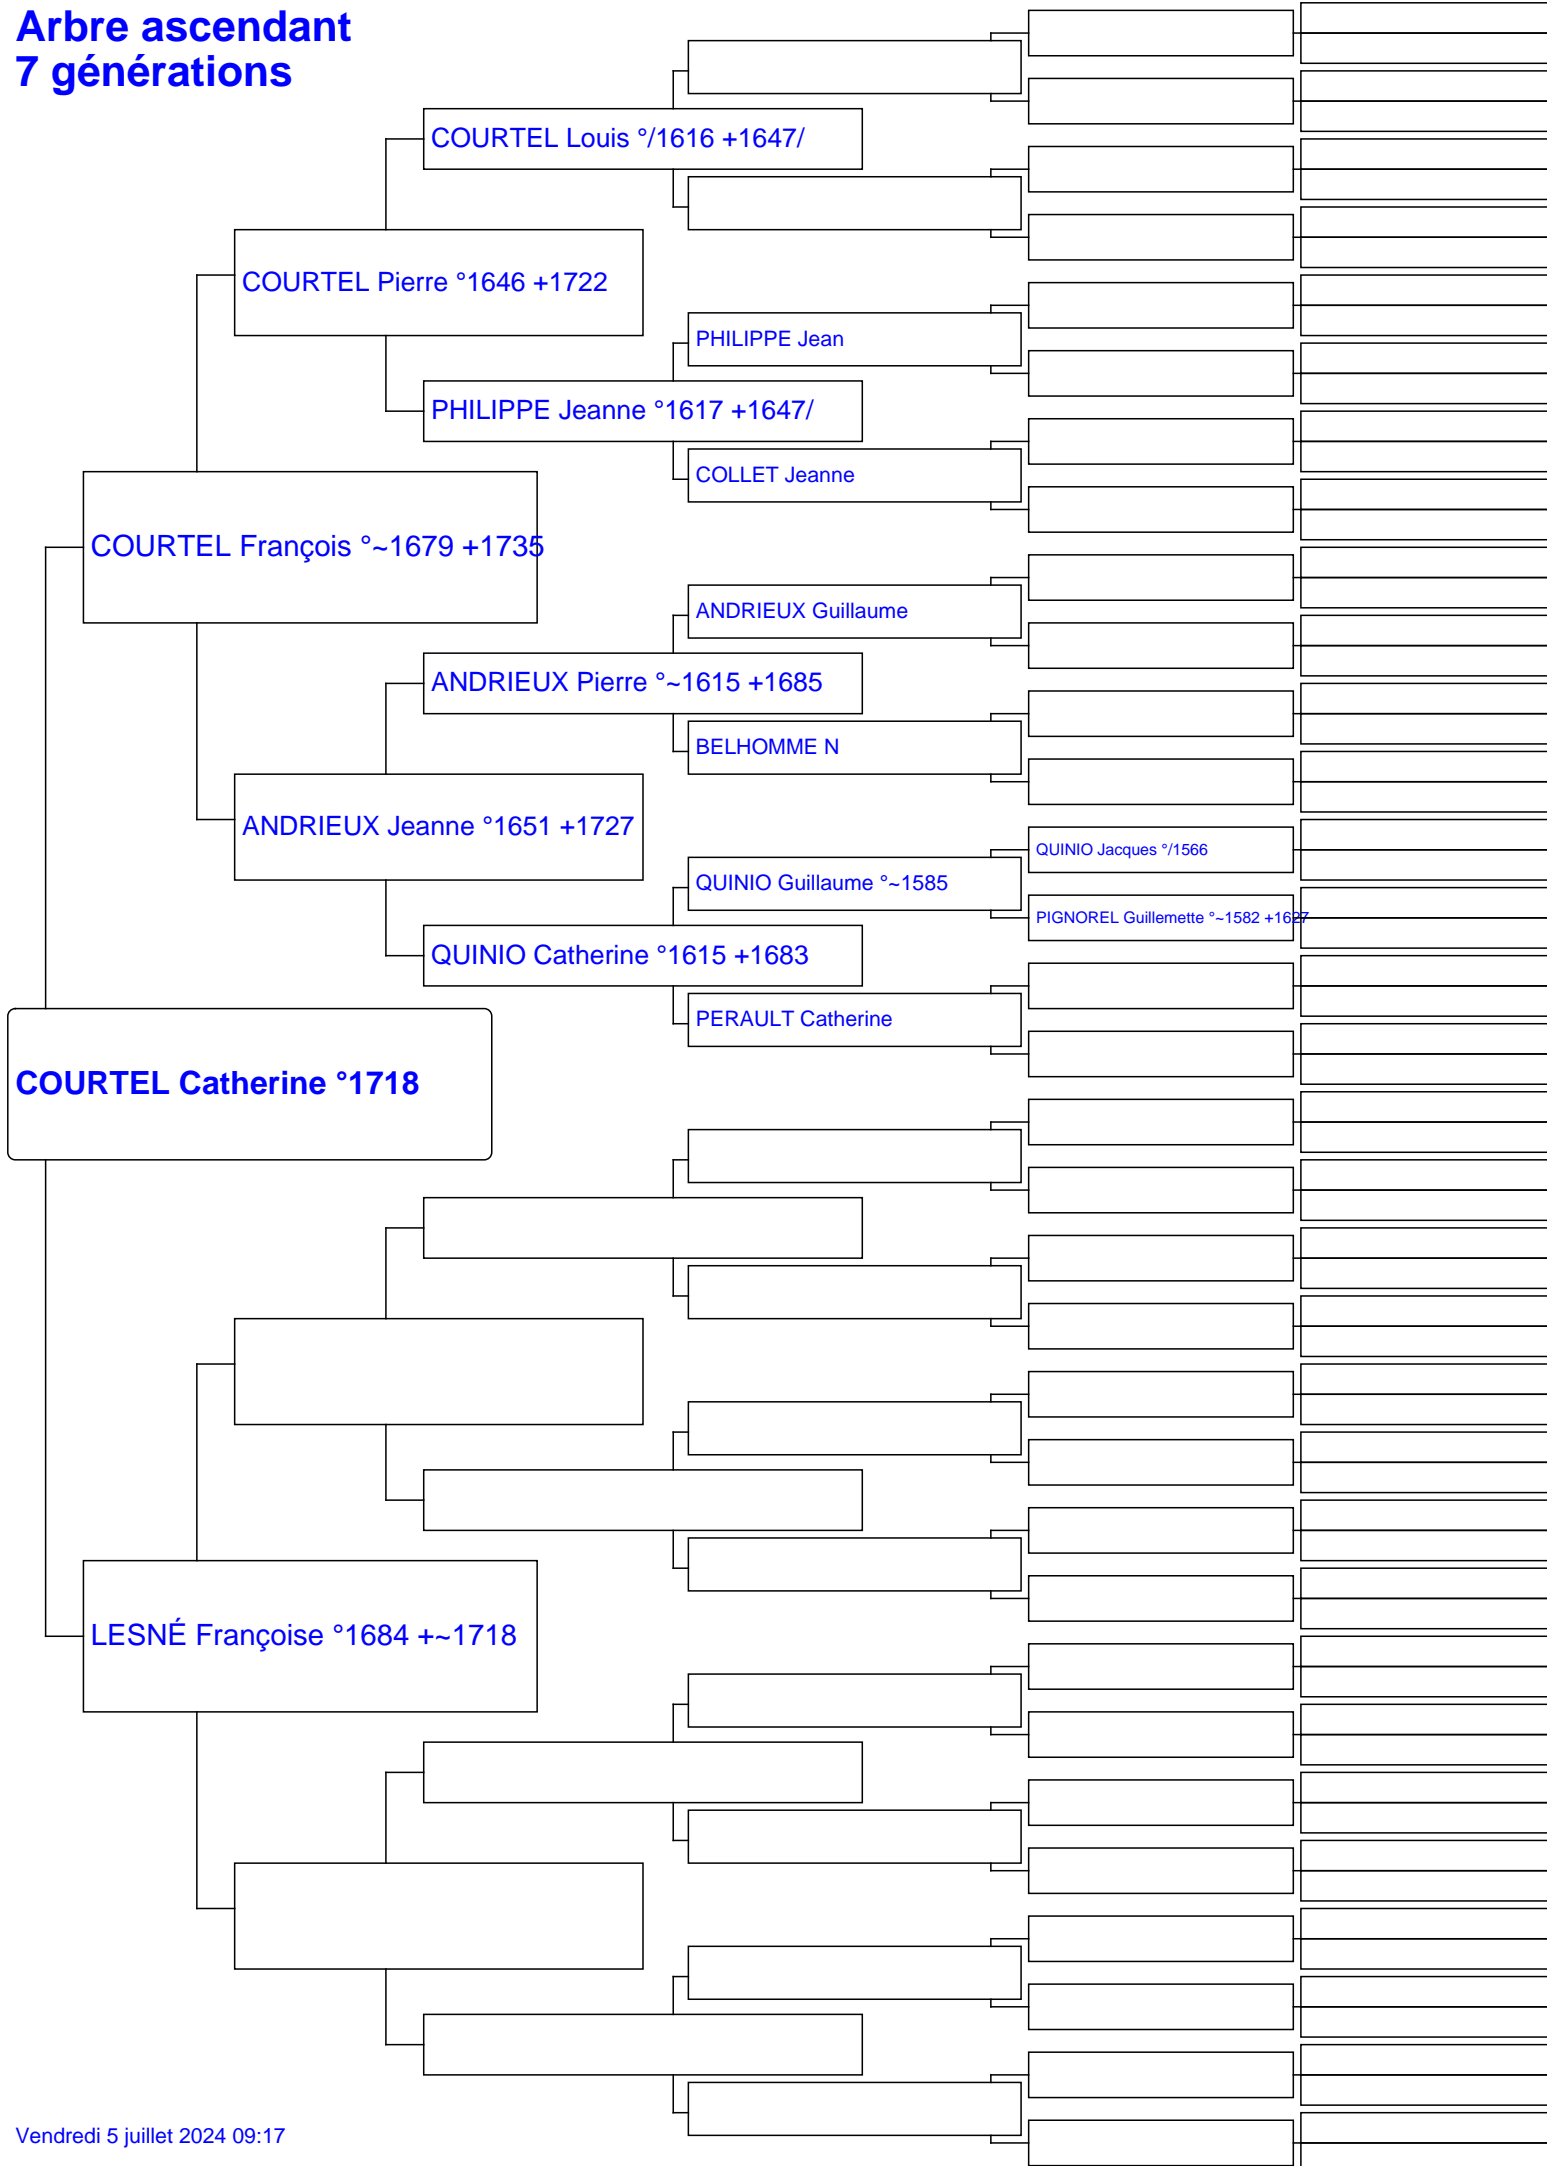 Arbre ascendant
7 générations
COURTEL Louis °/1616 +1647/
COURTEL Pierre °1646 +1722
PHILIPPE Jean
PHILIPPE Jeanne °1617 +1647/
COLLET Jeanne
COURTEL François °~1679 +1735
ANDRIEUX Guillaume
ANDRIEUX Pierre °~1615 +1685
BELHOMME N
ANDRIEUX Jeanne °1651 +1727
QUINIO Jacques °/1566
QUINIO Guillaume °~1585
PIGNOREL Guillemette °~1582 +1627
QUINIO Catherine °1615 +1683
PERAULT Catherine
COURTEL Catherine °1718
LESNÉ Françoise °1684 +~1718
Vendredi 5 juillet 2024 09:17